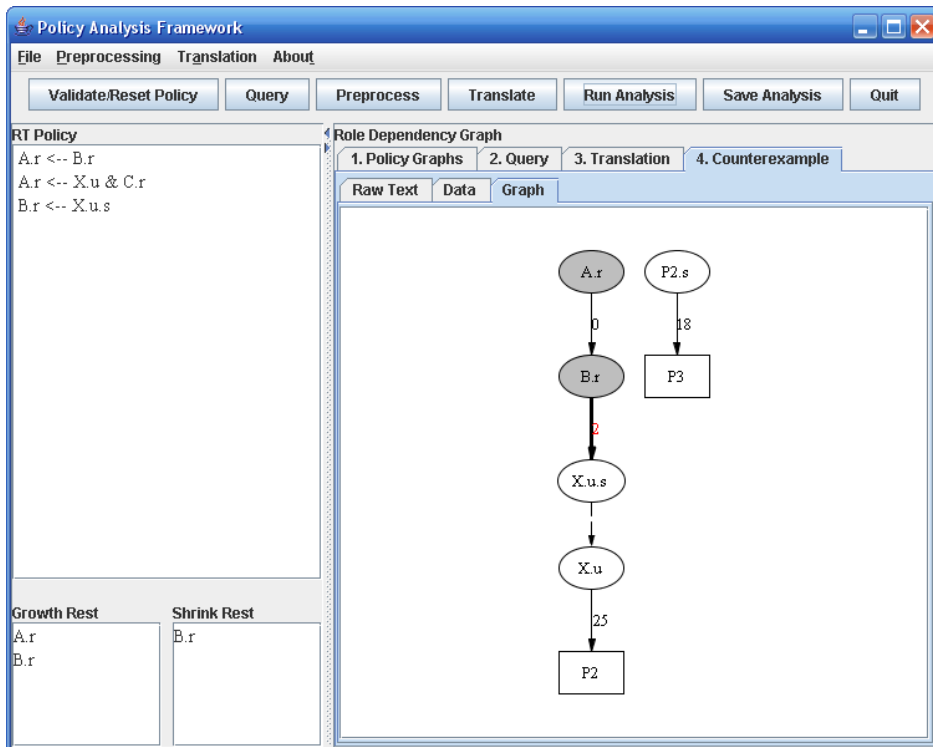 Policy Analysis Framework
File Preprocessing Translation About
Validate/Reset Policy Query Preprocess Translate Run Analysis Save Analysis Quit
RT Policy
A.r <-- B.r
A.r <-- X.u & C.r
B.r <-- X.u.s
Growth Rest
A.r
B.r
Shrink Rest
B.r
Role Dependency Graph
1. Policy Graphs 2. Query 3. Translation 4. Counterexample
Raw Text Data Graph
A.r P2.s
0 18
B.r P3
2
X.u.s
X.u
25
P2